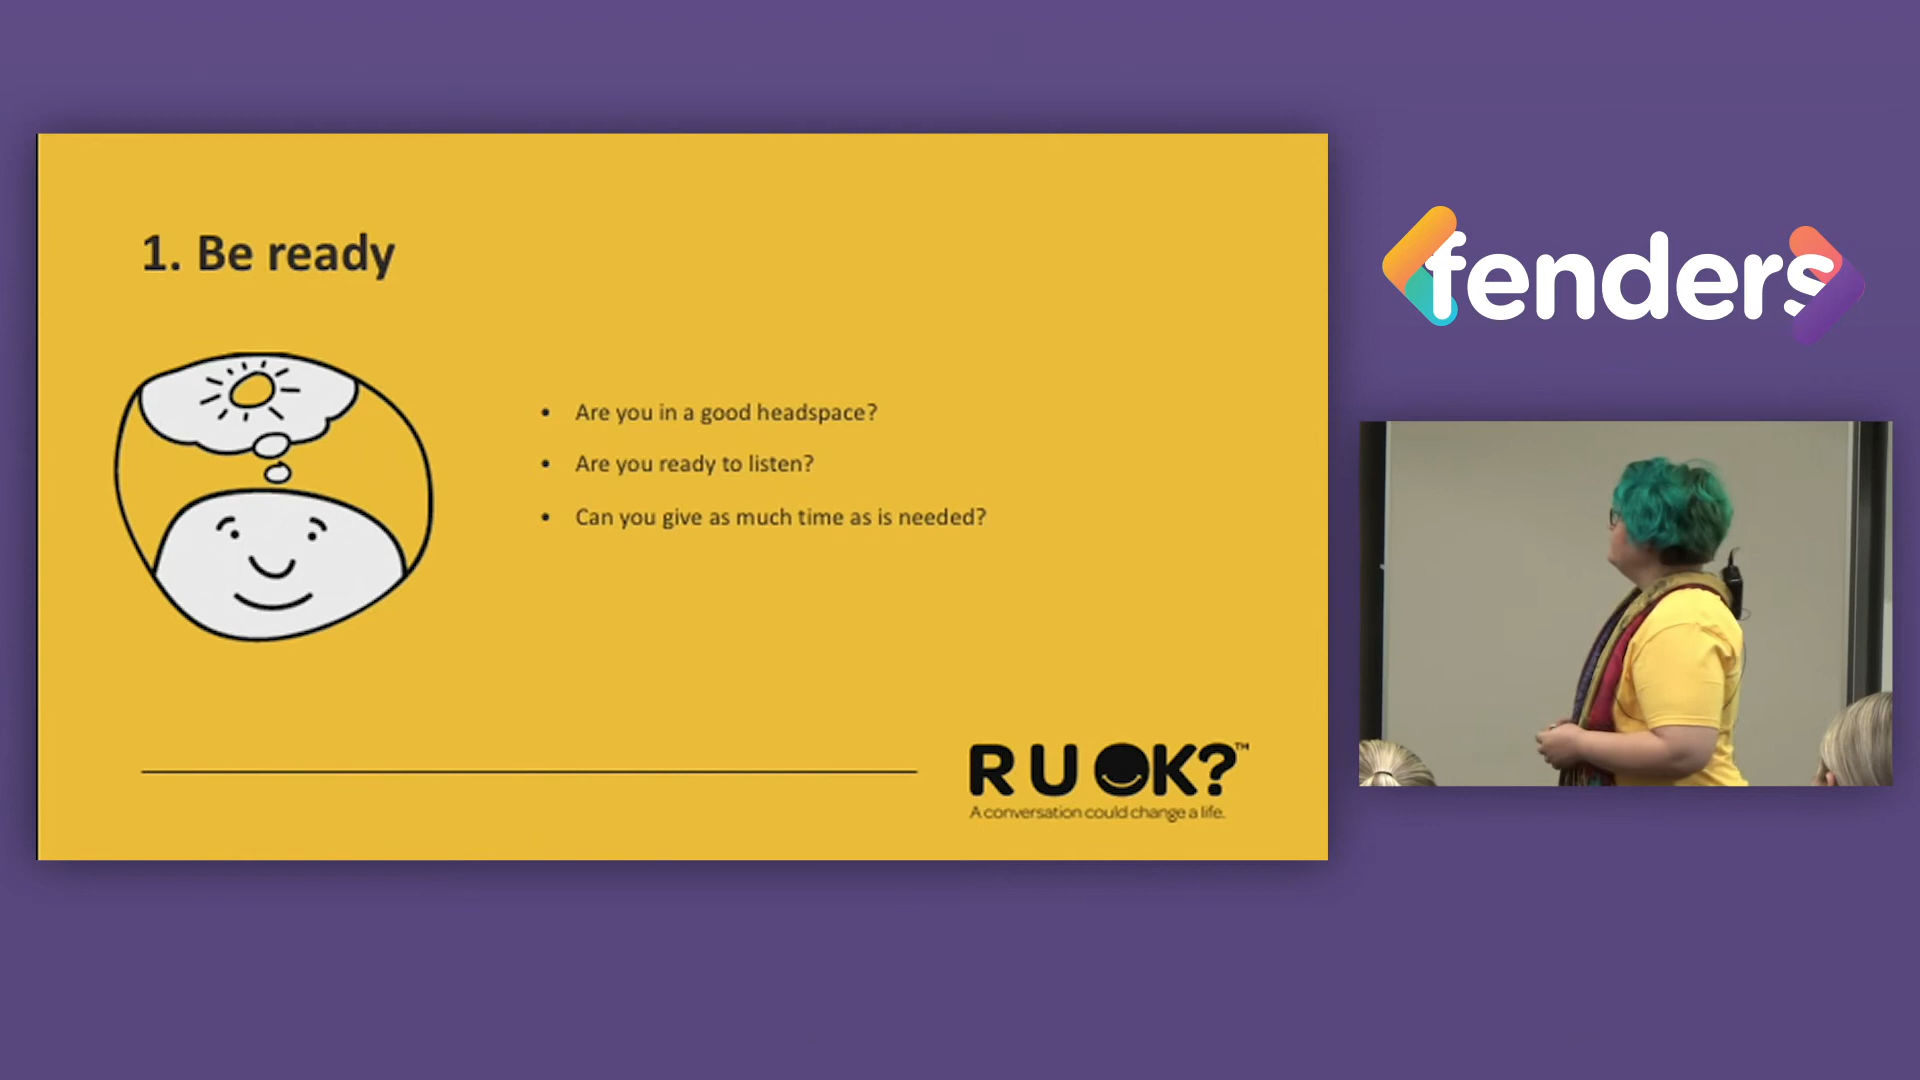 1. Be ready
• Are you in a good headspace?
• Are you ready to listen?
• Can you give as much time as is needed?
R U OK?™
A conversation could change a life.
fenders